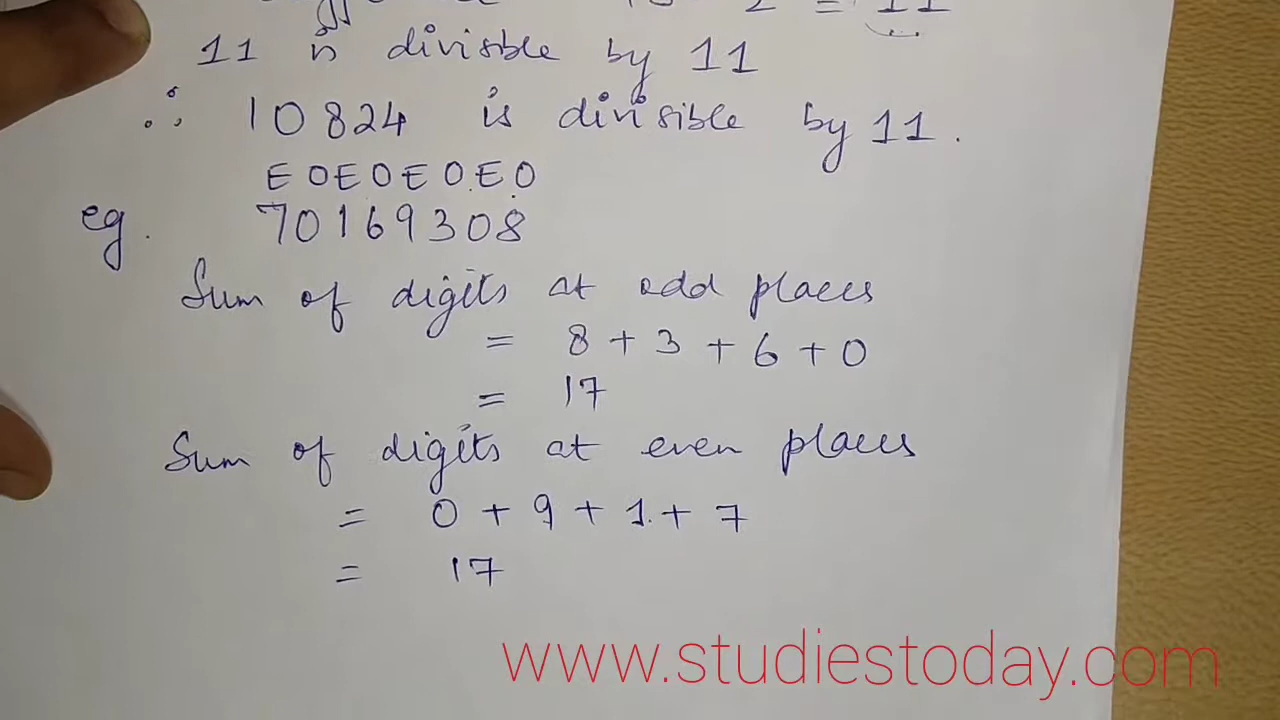 = 11
11 is divisible by 11
∴ 10824 is divisible by 11.
E O E O E O E O
eg. 70169308
Sum of digits at odd places
= 8 + 3 + 6 + 0
= 17
Sum of digits at even places
= 0 + 9 + 1 + 7
= 17
www.studiestoday.com